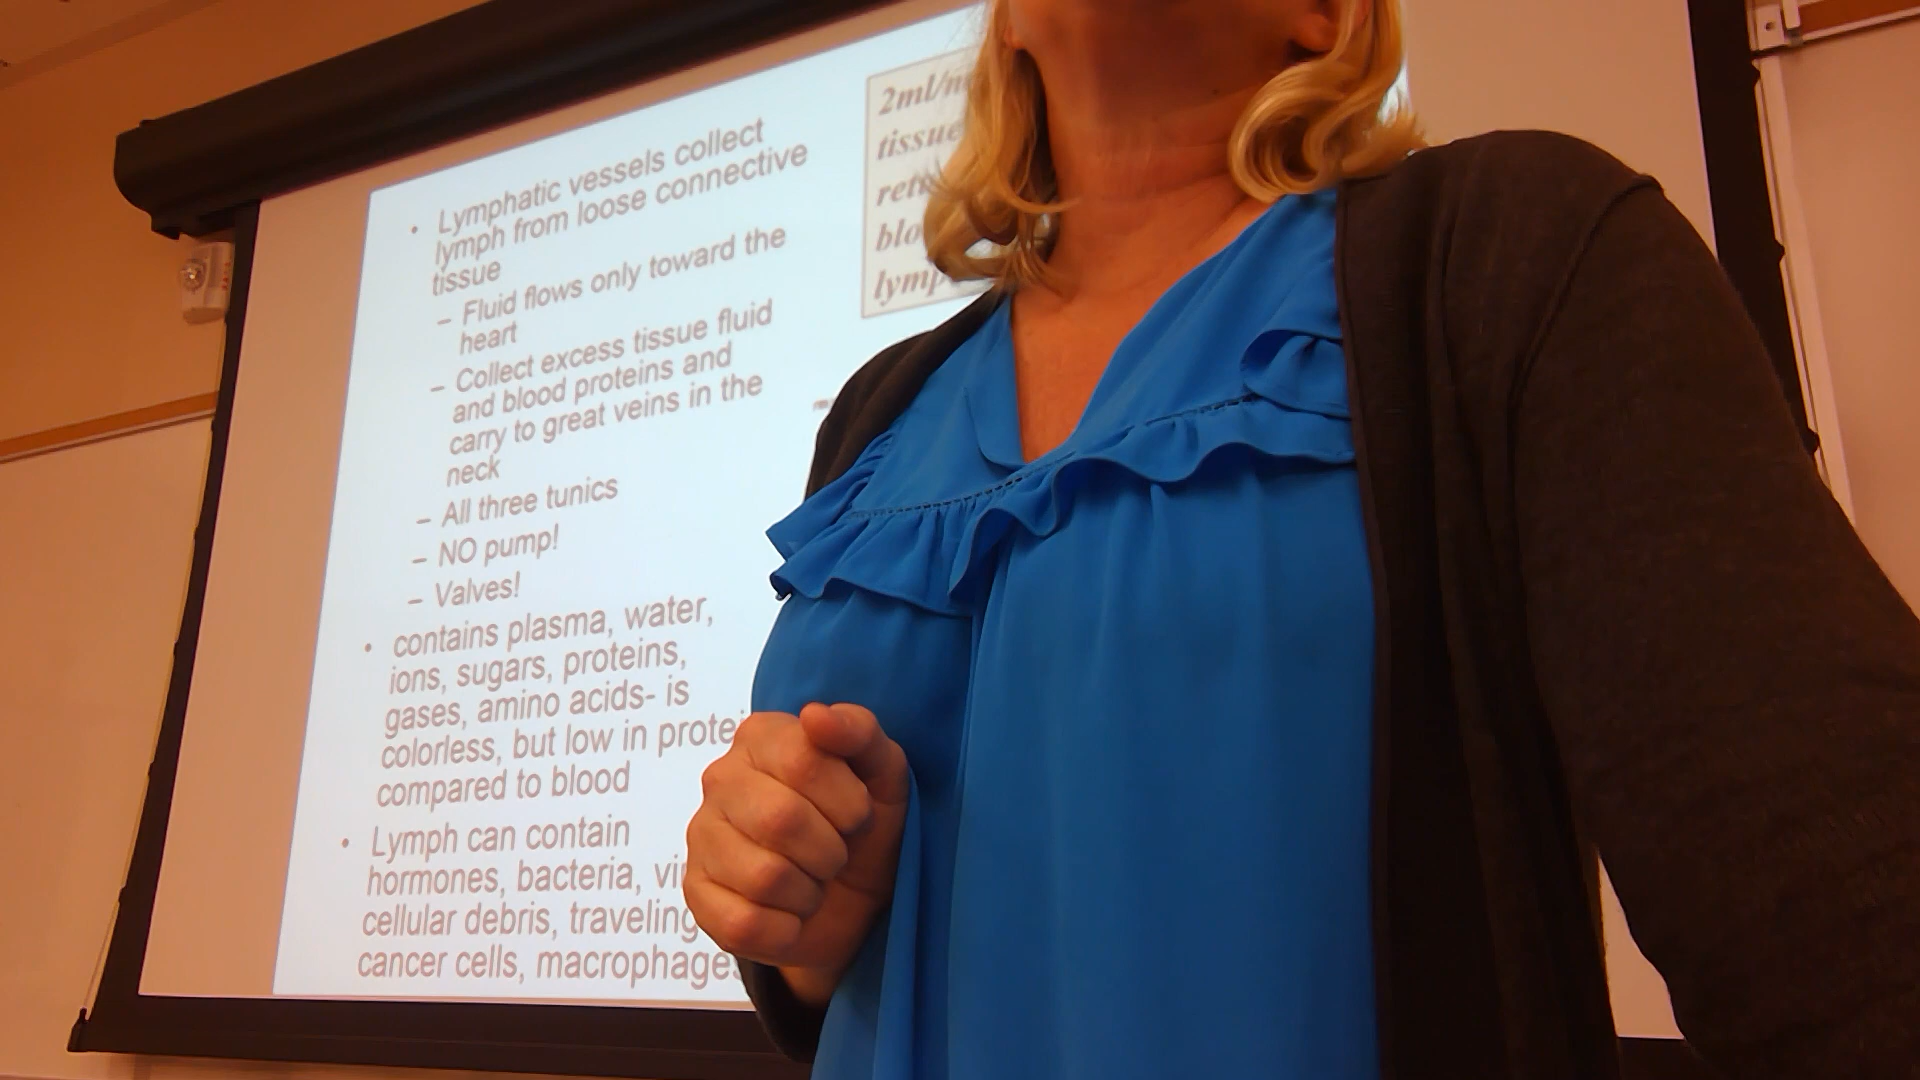 • Lymphatic vessels collect
lymph from loose connective
tissue
– Fluid flows only toward the
heart
– Collect excess tissue fluid
and blood proteins and
carry to great veins in the
neck
– All three tunics
– NO pump!
– Valves!
• contains plasma, water,
ions, sugars, proteins,
gases, amino acids- is
colorless, but low in
compared to blood
• Lymph can contain
hormones, bacteria,
cellular debris, traveling
cancer cells, macrophages
tissue